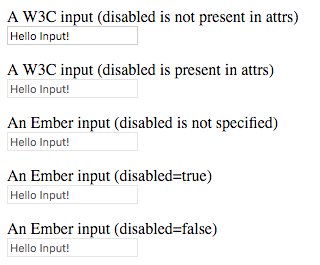 A W3C input (disabled is not present in attrs)
Hello Input!
A W3C input (disabled is present in attrs)
Hello Input!
An Ember input (disabled is not specified)
Hello Input!
An Ember input (disabled=true)
Hello Input!
An Ember input (disabled=false)
Hello Input!